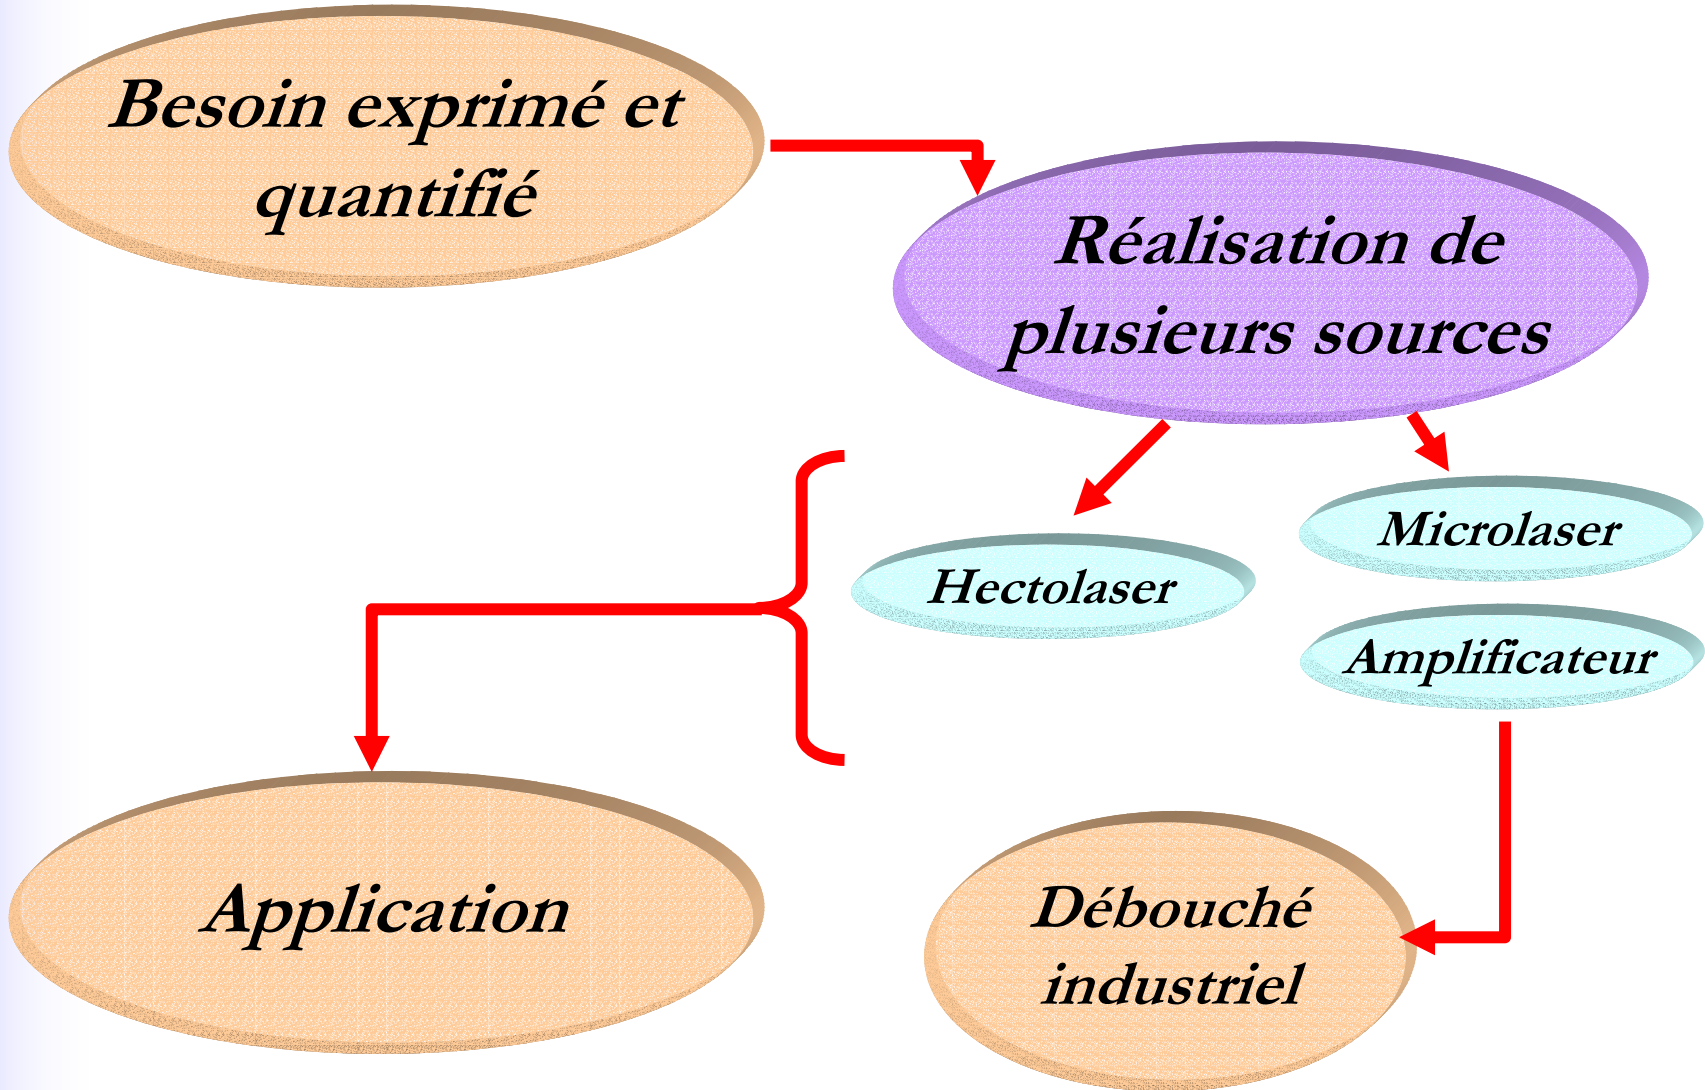 Besoin exprimé et
quantifié
Réalisation de
plusieurs sources
Microlaser
Hectolaser
Amplificateur
Application
Débouché
industriel